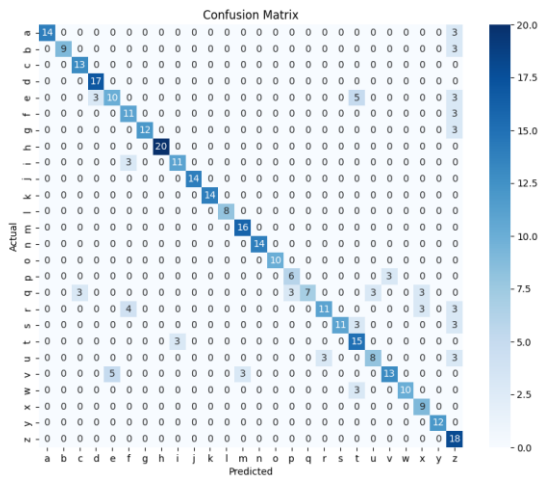 Confusion Matrix
a 14 0 0 0 0 0 0 0 0 0 0 0 0 0 0 0 0 0 0 0 0 0 0 0 0 3
b 0 9 0 0 0 0 0 0 0 0 0 0 0 0 0 0 0 0 0 0 0 0 0 0 0 3
c 0 0 13 0 0 0 0 0 0 0 0 0 0 0 0 0 0 0 0 0 0 0 0 0 0 0
d 0 0 0 17 0 0 0 0 0 0 0 0 0 0 0 0 0 0 0 0 0 0 0 0 0 0
e 0 0 0 3 10 0 0 0 0 0 0 0 0 0 0 0 0 0 0 5 0 0 0 0 0 3
f 0 0 0 0 0 11 0 0 0 0 0 0 0 0 0 0 0 0 0 0 0 0 0 0 0 3
g 0 0 0 0 0 0 12 0 0 0 0 0 0 0 0 0 0 0 0 0 0 0 0 0 0 3
h 0 0 0 0 0 0 0 20 0 0 0 0 0 0 0 0 0 0 0 0 0 0 0 0 0 0
i 0 0 0 0 0 3 0 0 11 0 0 0 0 0 0 0 0 0 0 0 0 0 0 0 0 0
j 0 0 0 0 0 0 0 0 0 14 0 0 0 0 0 0 0 0 0 0 0 0 0 0 0 0
k 0 0 0 0 0 0 0 0 0 0 14 0 0 0 0 0 0 0 0 0 0 0 0 0 0 0
l 0 0 0 0 0 0 0 0 0 0 0 8 0 0 0 0 0 0 0 0 0 0 0 0 0 0
m 0 0 0 0 0 0 0 0 0 0 0 0 16 0 0 0 0 0 0 0 0 0 0 0 0 0
n 0 0 0 0 0 0 0 0 0 0 0 0 0 14 0 0 0 0 0 0 0 0 0 0 0 0
o 0 0 0 0 0 0 0 0 0 0 0 0 0 0 10 0 0 0 0 0 0 0 0 0 0 0
p 0 0 0 0 0 0 0 0 0 0 0 0 0 0 0 6 0 0 0 0 0 3 0 0 0 0
q 0 0 3 0 0 0 0 0 0 0 0 0 0 0 0 3 7 0 0 0 3 0 0 3 0 0
r 0 0 0 0 0 4 0 0 0 0 0 0 0 0 0 0 0 11 0 0 0 0 0 3 0 3
s 0 0 0 0 0 0 0 0 0 0 0 0 0 0 0 0 0 0 11 3 0 0 0 0 0 3
t 0 0 0 0 0 0 0 0 3 0 0 0 0 0 0 0 0 0 0 15 0 0 0 0 0 0
u 0 0 0 0 0 0 0 0 0 0 0 0 0 0 0 0 0 3 0 0 8 0 0 0 0 3
v 0 0 0 0 5 0 0 0 0 0 0 0 3 0 0 0 0 0 0 0 0 13 0 0 0 0
w 0 0 0 0 0 0 0 0 0 0 0 0 0 0 0 0 0 0 0 3 0 0 10 0 0 0
x 0 0 0 0 0 0 0 0 0 0 0 0 0 0 0 0 0 0 0 0 0 0 0 9 0 0
y 0 0 0 0 0 0 0 0 0 0 0 0 0 0 0 0 0 0 0 0 0 0 0 0 12 0
z 0 0 0 0 0 0 0 0 0 0 0 0 0 0 0 0 0 0 0 0 0 0 0 0 0 18
a b c d e f g h i j k l m n o p q r s t u v w x y z
Predicted
Actual
20.0
17.5
15.0
12.5
10.0
7.5
5.0
2.5
0.0